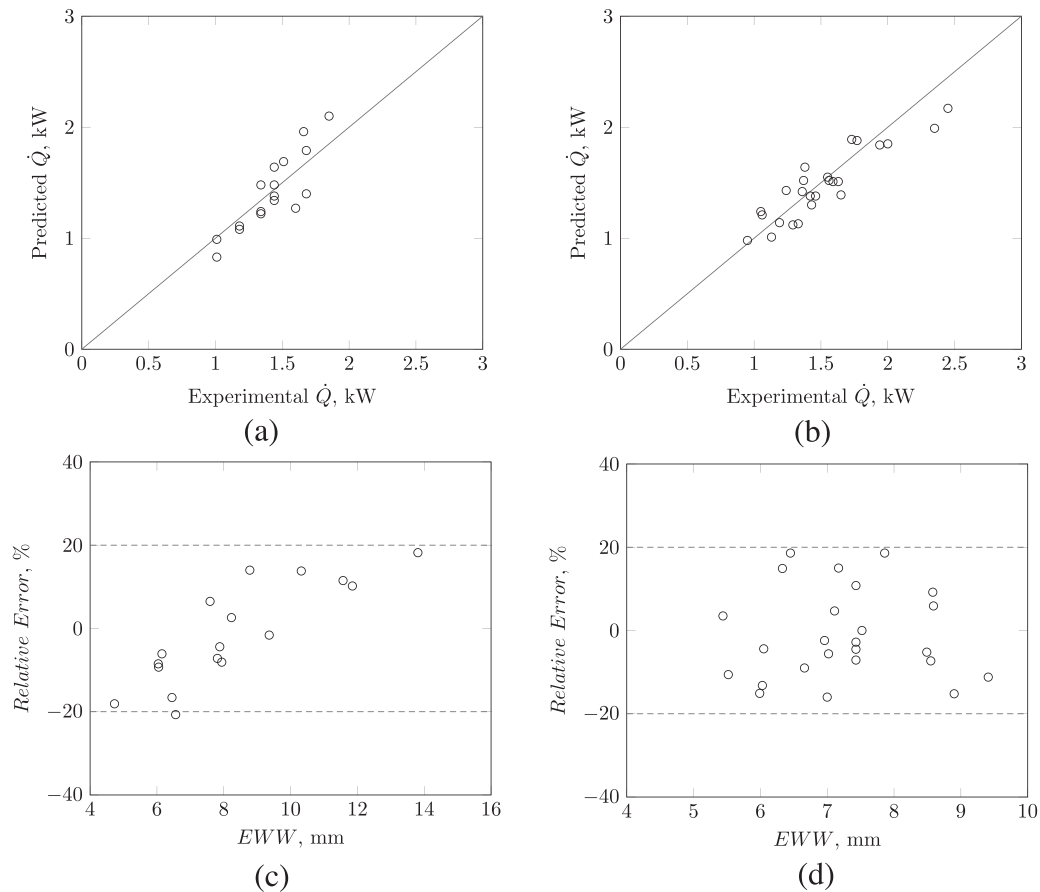 3
2
1
0
Predicted Q̇, kW
0 0.5 1 1.5 2 2.5 3
Experimental Q̇, kW
(a)
3
2
1
0
Predicted Q̇, kW
0 0.5 1 1.5 2 2.5 3
Experimental Q̇, kW
(b)
40
20
0
−20
−40
Relative Error, %
4 6 8 10 12 14 16
EWW, mm
(c)
40
20
0
−20
−40
Relative Error, %
4 5 6 7 8 9 10
EWW, mm
(d)